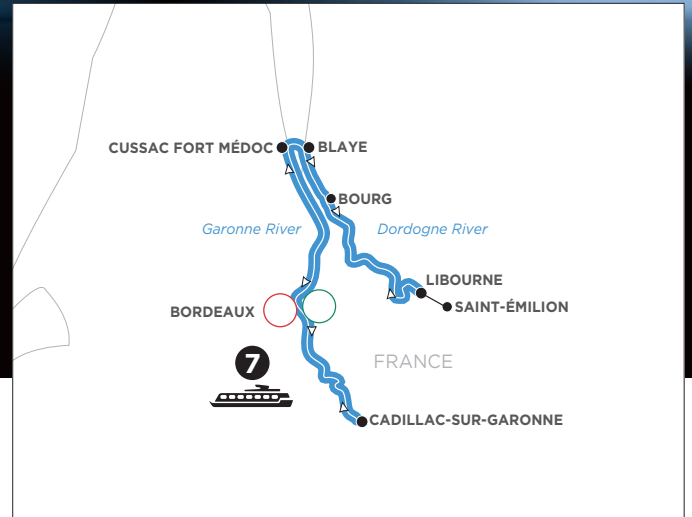 CUSSAC FORT MÉDOC
BLAYE
BOURG
Garonne River
Dordogne River
LIBOURNE
SAINT-ÉMILION
BORDEAUX
7
FRANCE
CADILLAC-SUR-GARONNE